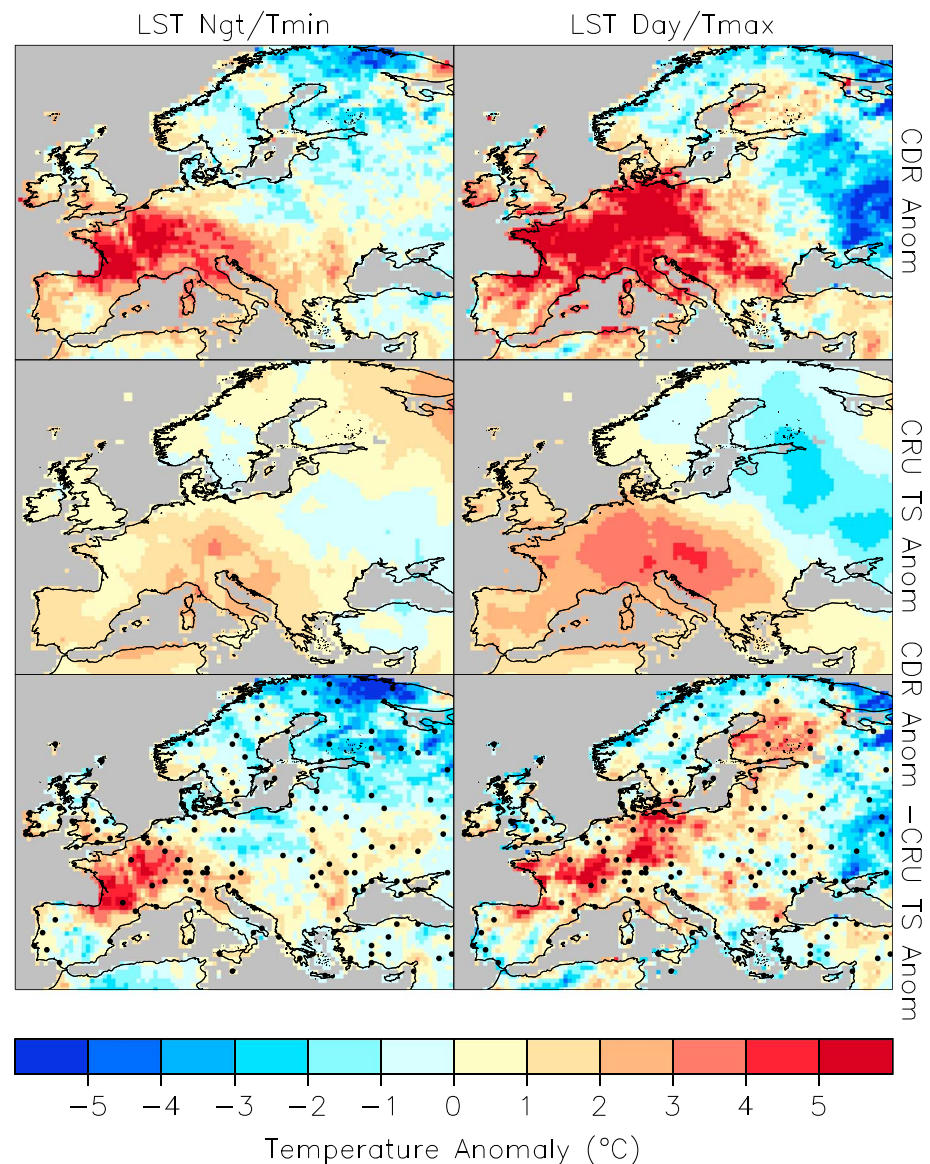 LST Ngt/Tmin
LST Day/Tmax
CDR Anom
CRU TS Anom
CDR Anom -CRU TS Anom
-5 -4 -3 -2 -1 0 1 2 3 4 5
Temperature Anomaly (°C)